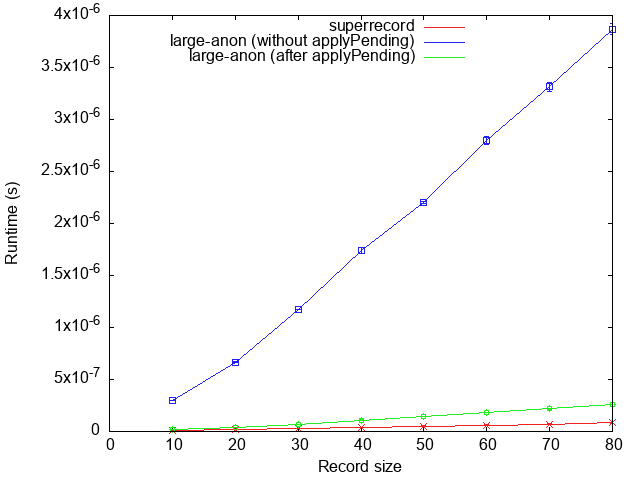 superrecord
large-anon (without applyPending)
large-anon (after applyPending)
4x10-6
3.5x10-6
3x10-6
2.5x10-6
2x10-6
1.5x10-6
1x10-6
5x10-7
0
Runtime (s)
0 10 20 30 40 50 60 70 80
Record size